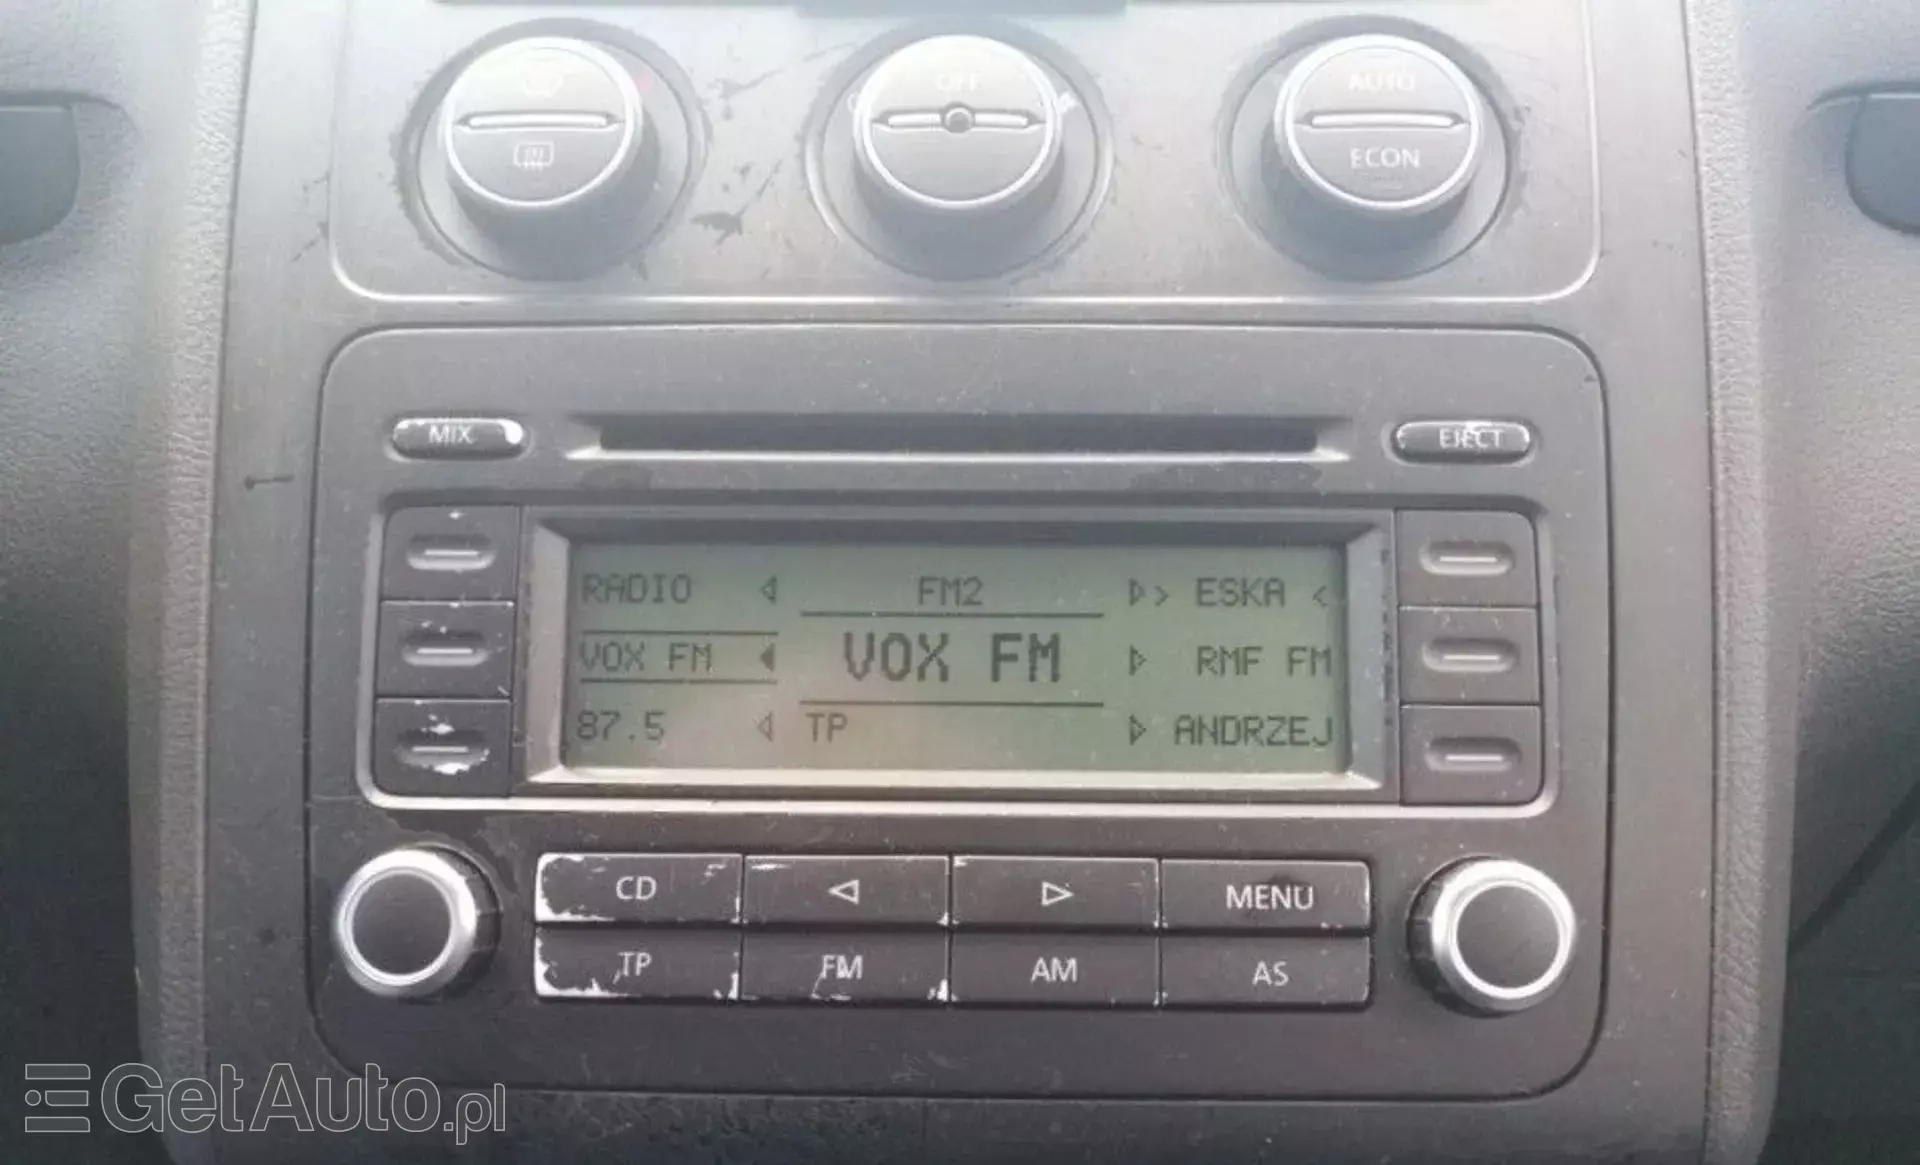 OFF
AUTO
ECON
MIX
EJECT
RADIO FM2 > ESKA <
VOX FM VOX FM RMF FM
87.5 TP ANDRZEJ
CD MENU
TP FM AM AS
GetAuto.pl